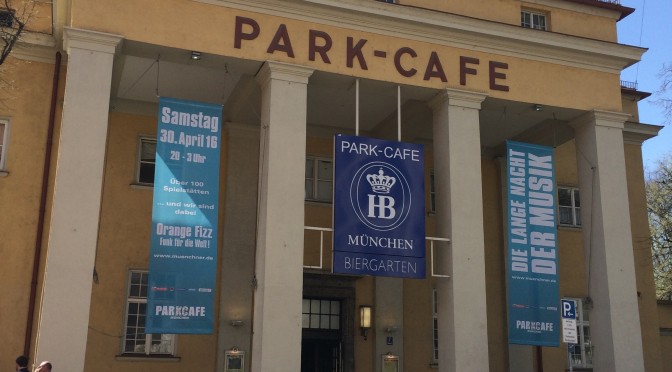 PARK-CAFE
Samstag
30. April 16
20 - 3 Uhr
Über 100
Spielstätten
... und wir sind
dabei
Orange Fizz
Funk für die Welt !
www.muenchner.de
PARKCAFE
PARK-CAFE
HB
MÜNCHEN
BIERGARTEN
DIE LANGE NACHT
DER MUSIK
PARKCAFE
P